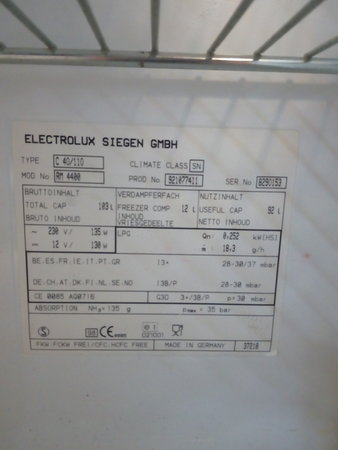 ELECTROLUX SIEGEN GMBH
TYPE C 40/110 CLIMATE CLASS SN
MOD No RM 4400 PROD No 921077411 SER No 8290153
BRUTTOINHALT VERDAMPFERFACH NUTZINHALT
TOTAL CAP 103 L FREEZER COMP 12 L USEFUL CAP 92 L
BRUTO INHOUD INHOUD VRIESGEDEELTE NETTO INHOUD
~ 230 V/ 135 W LPG Qn: 0,252 kW(HS)
⎓ 12 V/ 130 W m: 18,3 g/h
BE.ES.FR.IE.IT.PT.GR I3+ 28-30/37 mbar
DE.CH.AT.DK.FI.NL.SE.NO I3B/P 28-30 mbar
CE 0085 AQ0716 G30 3+/3B/P p=30 mbar
ABSORPTION NH₃= 135 g Pmax = 35 bar
S CE e1 021001
FKW/FCKW FREI/CFC/HCFC FREE MADE IN GERMANY 37218